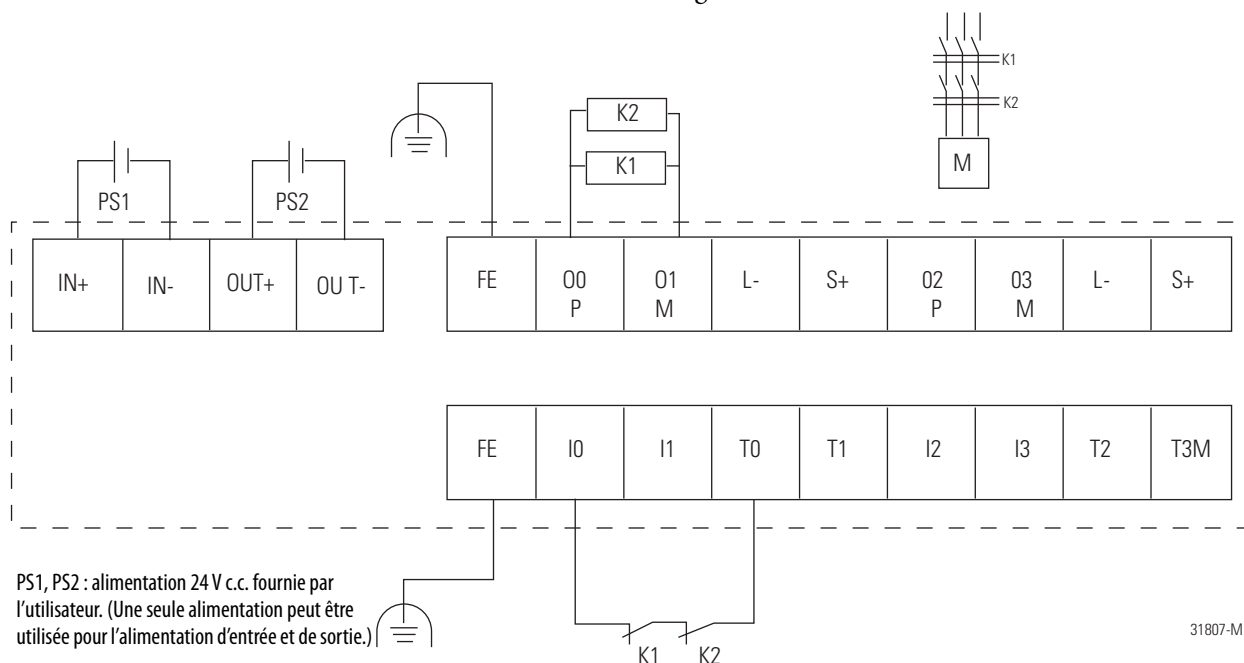 g
K1
K2
M
K2
K1
PS1
PS2
IN+
IN-
OUT+
OU T-
FE
O0
P
O1
M
L-
S+
02
P
03
M
L-
S+
FE
I0
I1
T0
T1
I2
I3
T2
T3M
PS1, PS2 : alimentation 24 V c.c. fournie par
l'utilisateur. (Une seule alimentation peut être
utilisée pour l'alimentation d'entrée et de sortie.)
K1
K2
31807-M